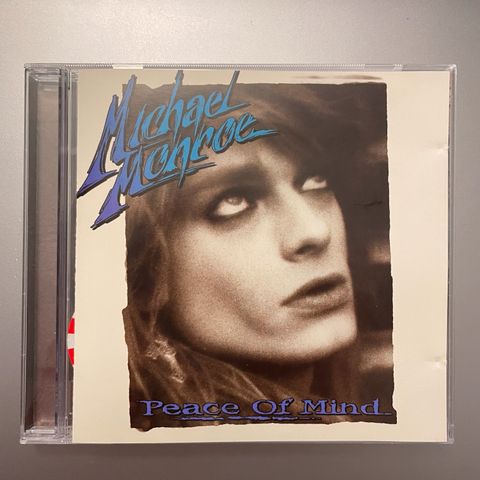 Michael
Monroe
Peace Of Mind